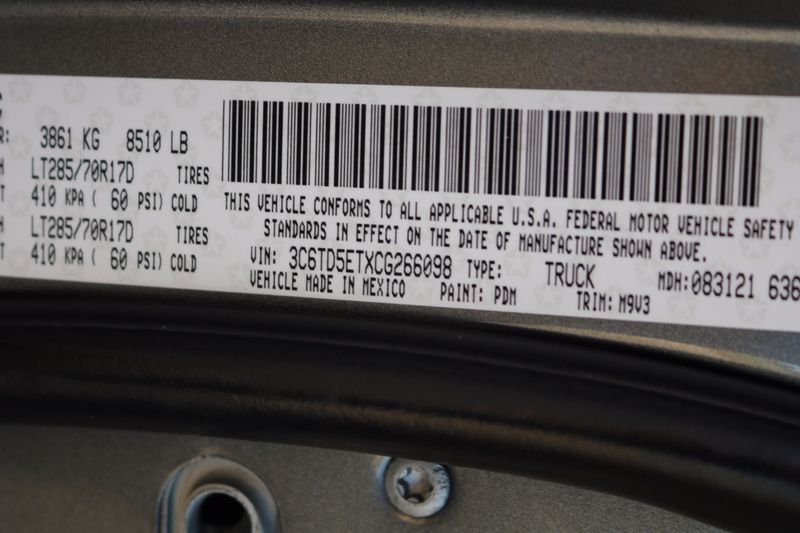 3861 KG 8510 LB
LT285/70R17D TIRES
410 KPA ( 60 PSI) COLD
LT285/70R17D TIRES
410 KPA ( 60 PSI) COLD
THIS VEHICLE CONFORMS TO ALL APPLICABLE U.S.A. FEDERAL MOTOR VEHICLE SAFETY
STANDARDS IN EFFECT ON THE DATE OF MANUFACTURE SHOWN ABOVE.
VIN: 3C6TD5ETXCG266098 TYPE: TRUCK MDH:083121 636
VEHICLE MADE IN MEXICO PAINT: PDM TRIM: M9V3